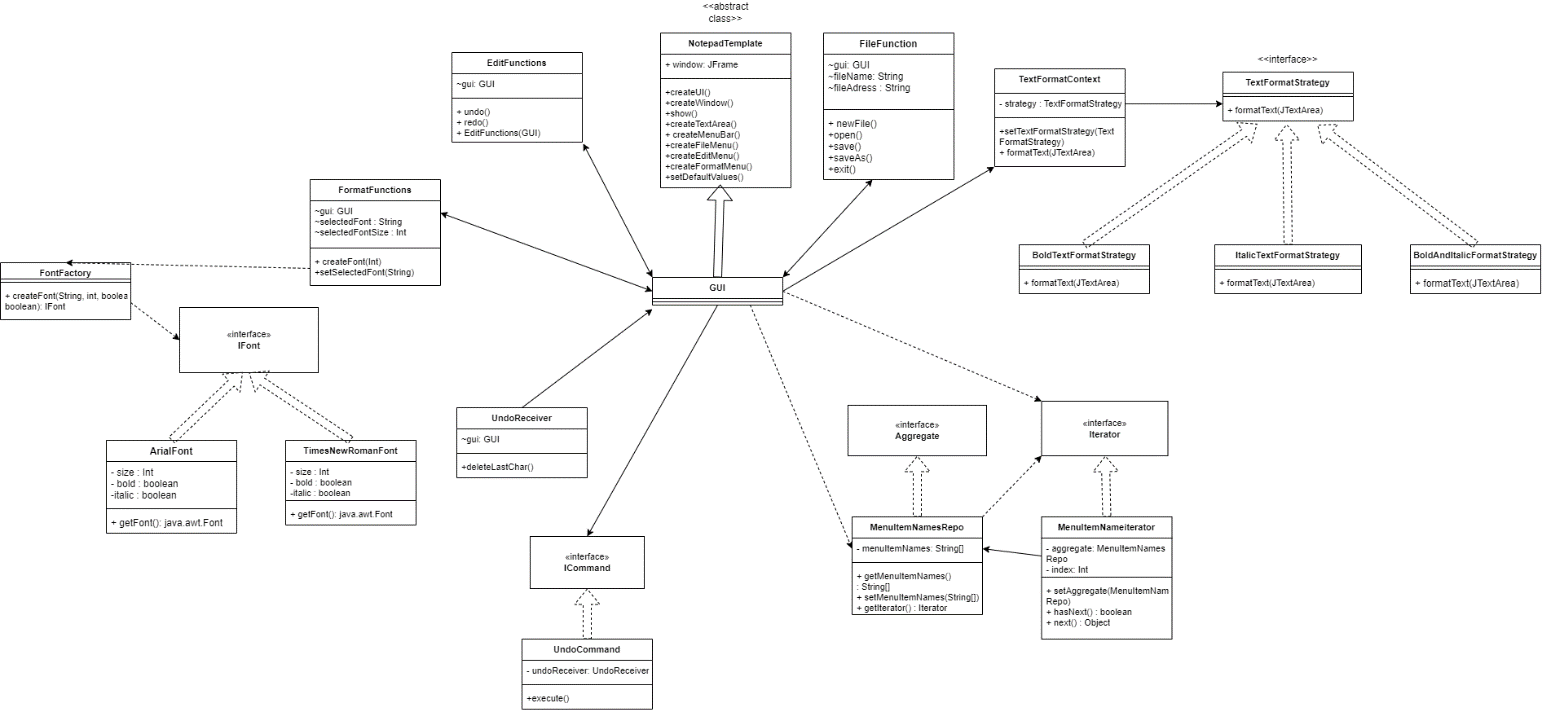 <<abstract
class>>
NotepadTemplate
+ window: JFrame
+createUI()
+createWindow()
+show()
+createTextArea()
+ createMenuBar()
+createFileMenu()
+createEditMenu()
+createFormatMenu()
+setDefaultValues()
FileFunction
~gui: GUI
~fileName: String
~fileAdress : String
+ newFile()
+open()
+save()
+saveAs()
+exit()
EditFunctions
~gui: GUI
+ undo()
+ redo()
+ EditFunctions(GUI)
TextFormatContext
- strategy : TextFormatStrategy
+setTextFormatStrategy(Text
FormatStrategy)
+ formatText(JTextArea)
<<interface>>
TextFormatStrategy
+ formatText(JTextArea)
FormatFunctions
~gui: GUI
~selectedFont : String
~selectedFontSize : Int
+ createFont(Int)
+setSelectedFont(String)
FontFactory
+ createFont(String, int, boolea
boolean): IFont
GUI
BoldTextFormatStrategy
+ formatText(JTextArea)
ItalicTextFormatStrategy
+ formatText(JTextArea)
BoldAndItalicFormatStrategy
+ formatText(JTextArea)
«interface»
IFont
ArialFont
- size : Int
- bold : boolean
-italic : boolean
+ getFont(): java.awt.Font
TimesNewRomanFont
- size : Int
- bold : boolean
-italic : boolean
+ getFont(): java.awt.Font
UndoReceiver
~gui: GUI
+deleteLastChar()
«interface»
Aggregate
«interface»
Iterator
MenuItemNamesRepo
- menuItemNames: String[]
+ getMenuItemNames()
: String[]
+ setMenuItemNames(String[])
+ getIterator() : Iterator
MenuItemNameIterator
- aggregate: MenuItemNames
Repo
- index: Int
+ setAggregate(MenuItemNam
Repo)
+ hasNext() : boolean
+ next() : Object
«interface»
ICommand
UndoCommand
- undoReceiver: UndoReceiver
+execute()